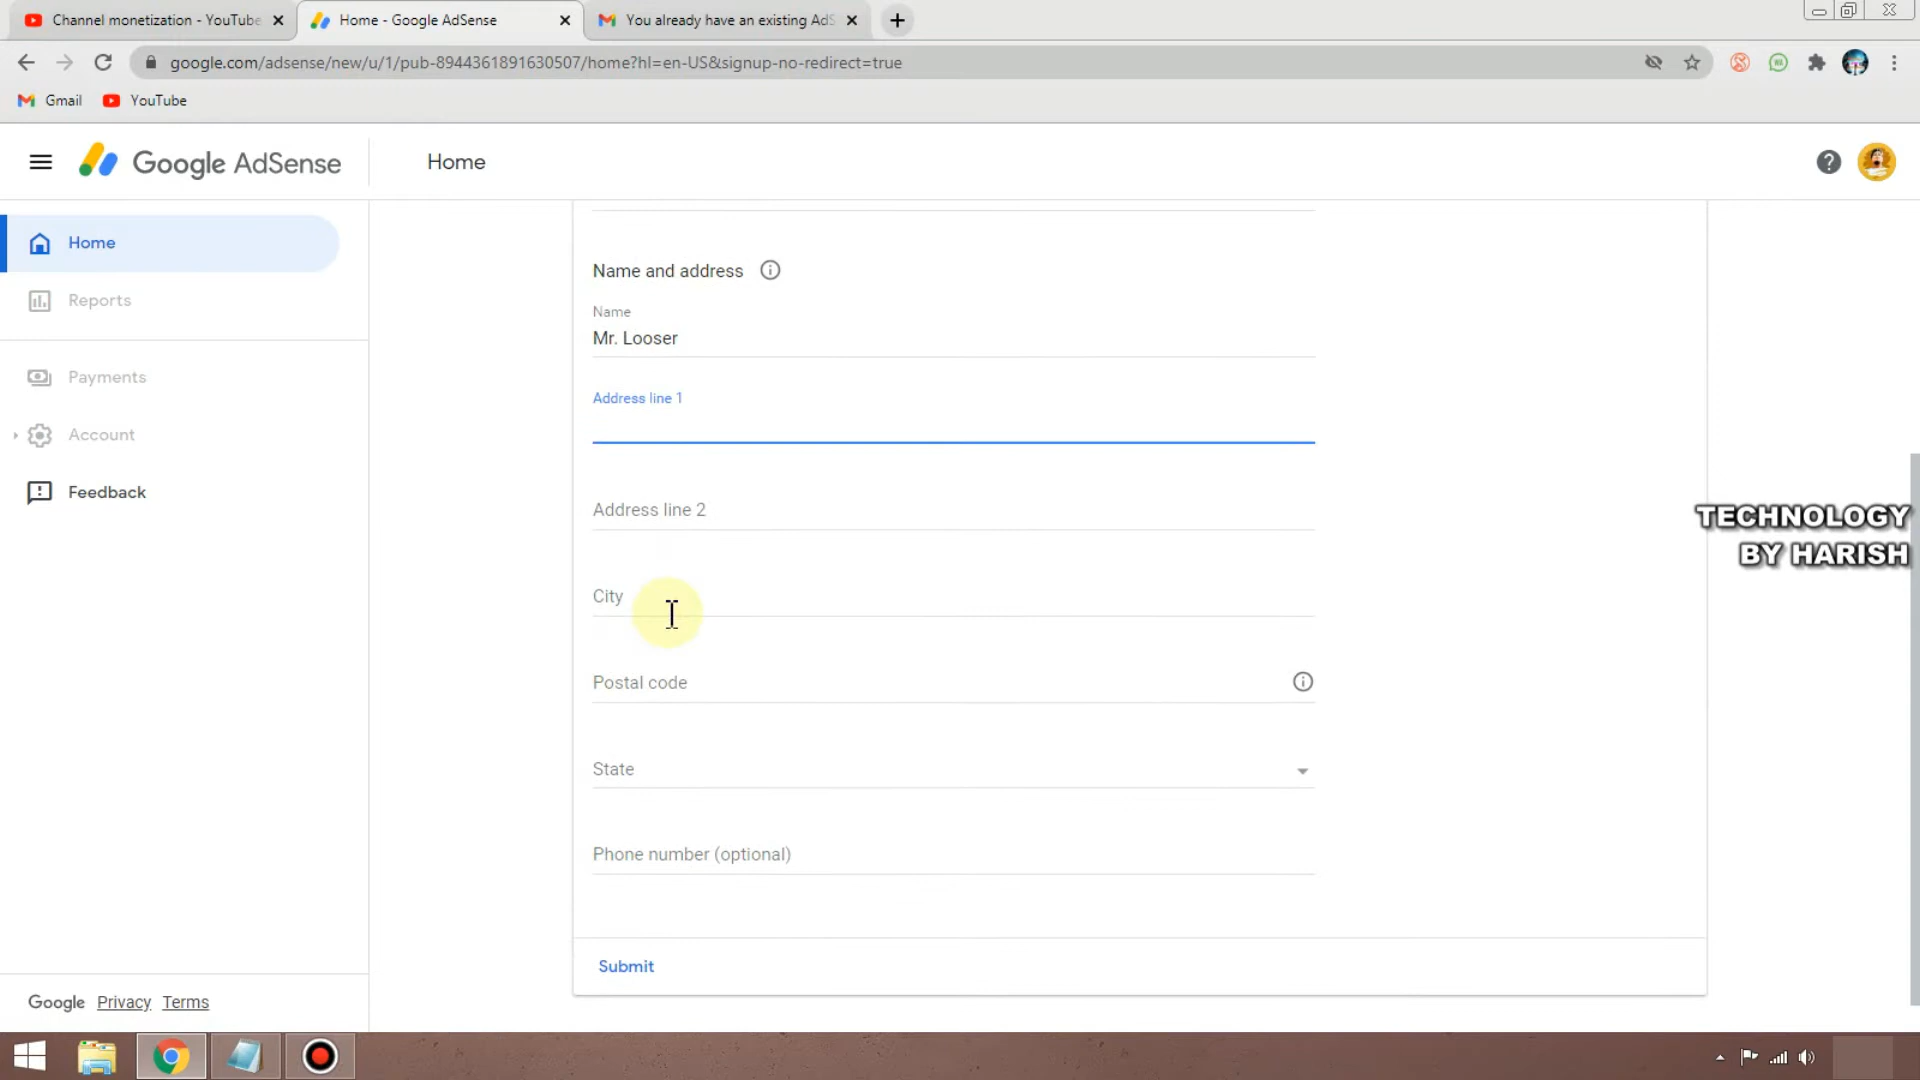 Channel monetization - YouTube
Home - Google AdSense
You already have an existing AdS
google.com/adsense/new/u/1/pub-8944361891630507/home?hl=en-US&signup-no-redirect=true
Gmail
YouTube
Google AdSense
Home
Home
Reports
Payments
Account
Feedback
Name and address
Name
Mr. Looser
Address line 1
Address line 2
City
Postal code
State
Phone number (optional)
Submit
TECHNOLOGY
BY HARISH
Google Privacy Terms